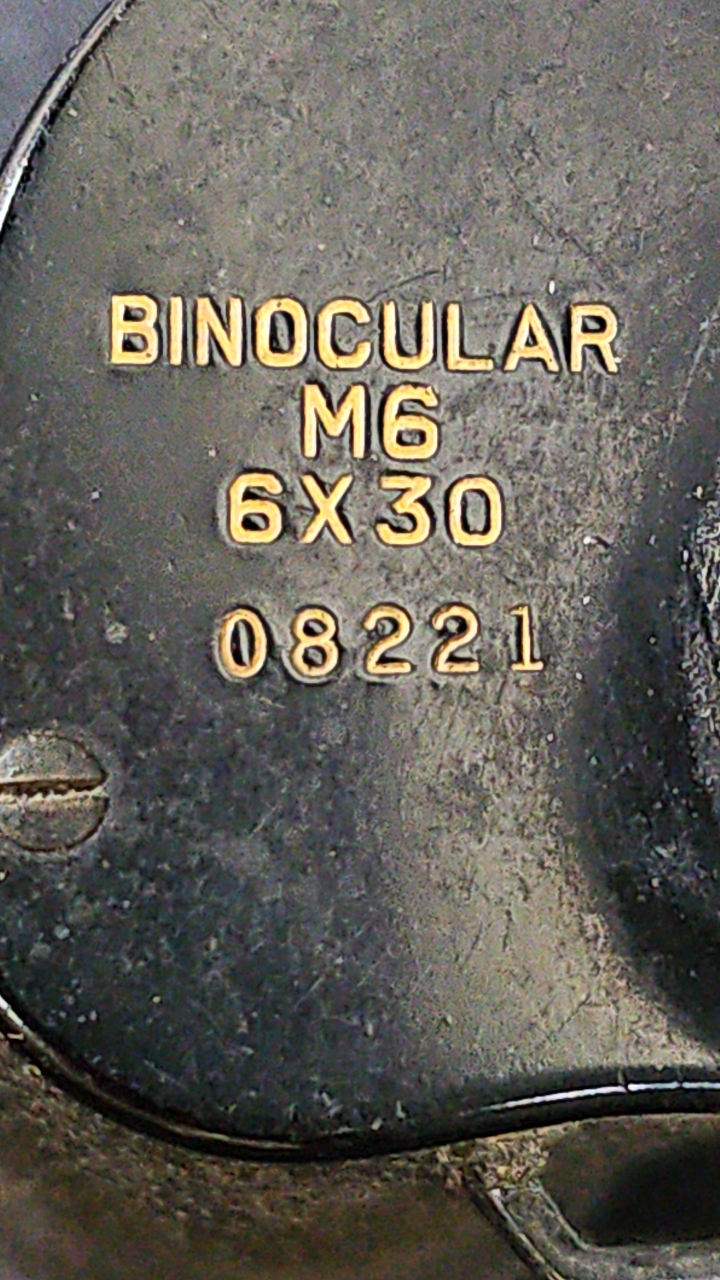 BINOCULAR
M6
6X30
08221